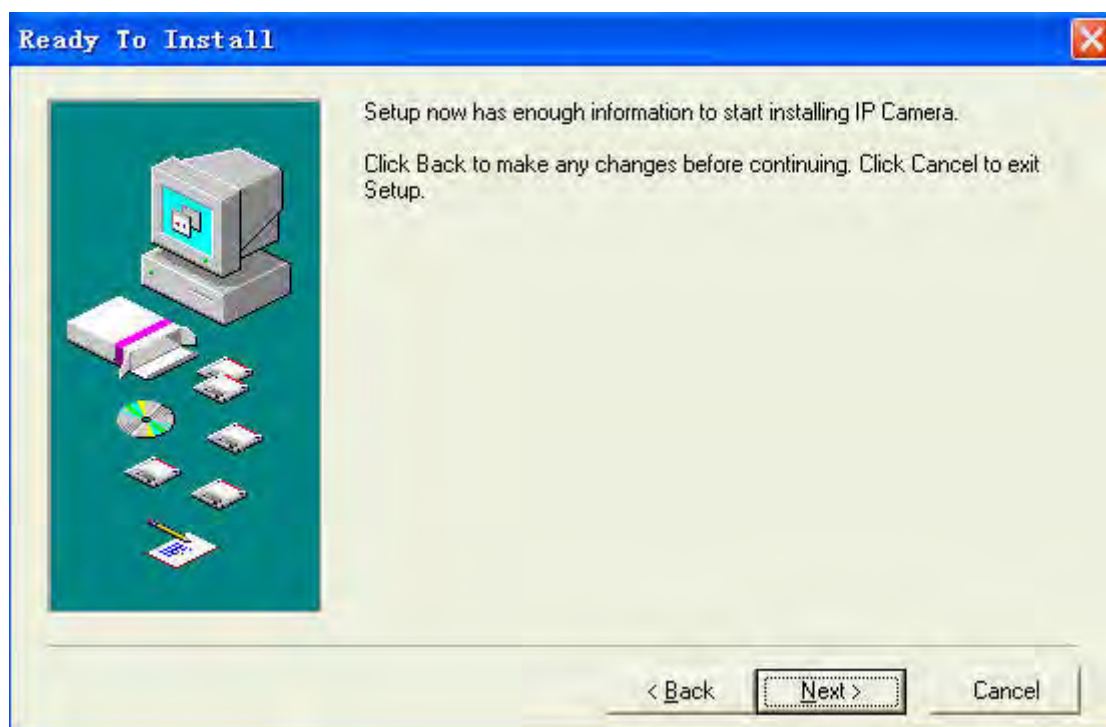 Ready To Install
Setup now has enough information to start installing IP Camera.
Click Back to make any changes before continuing. Click Cancel to exit
Setup.
< Back
Next >
Cancel